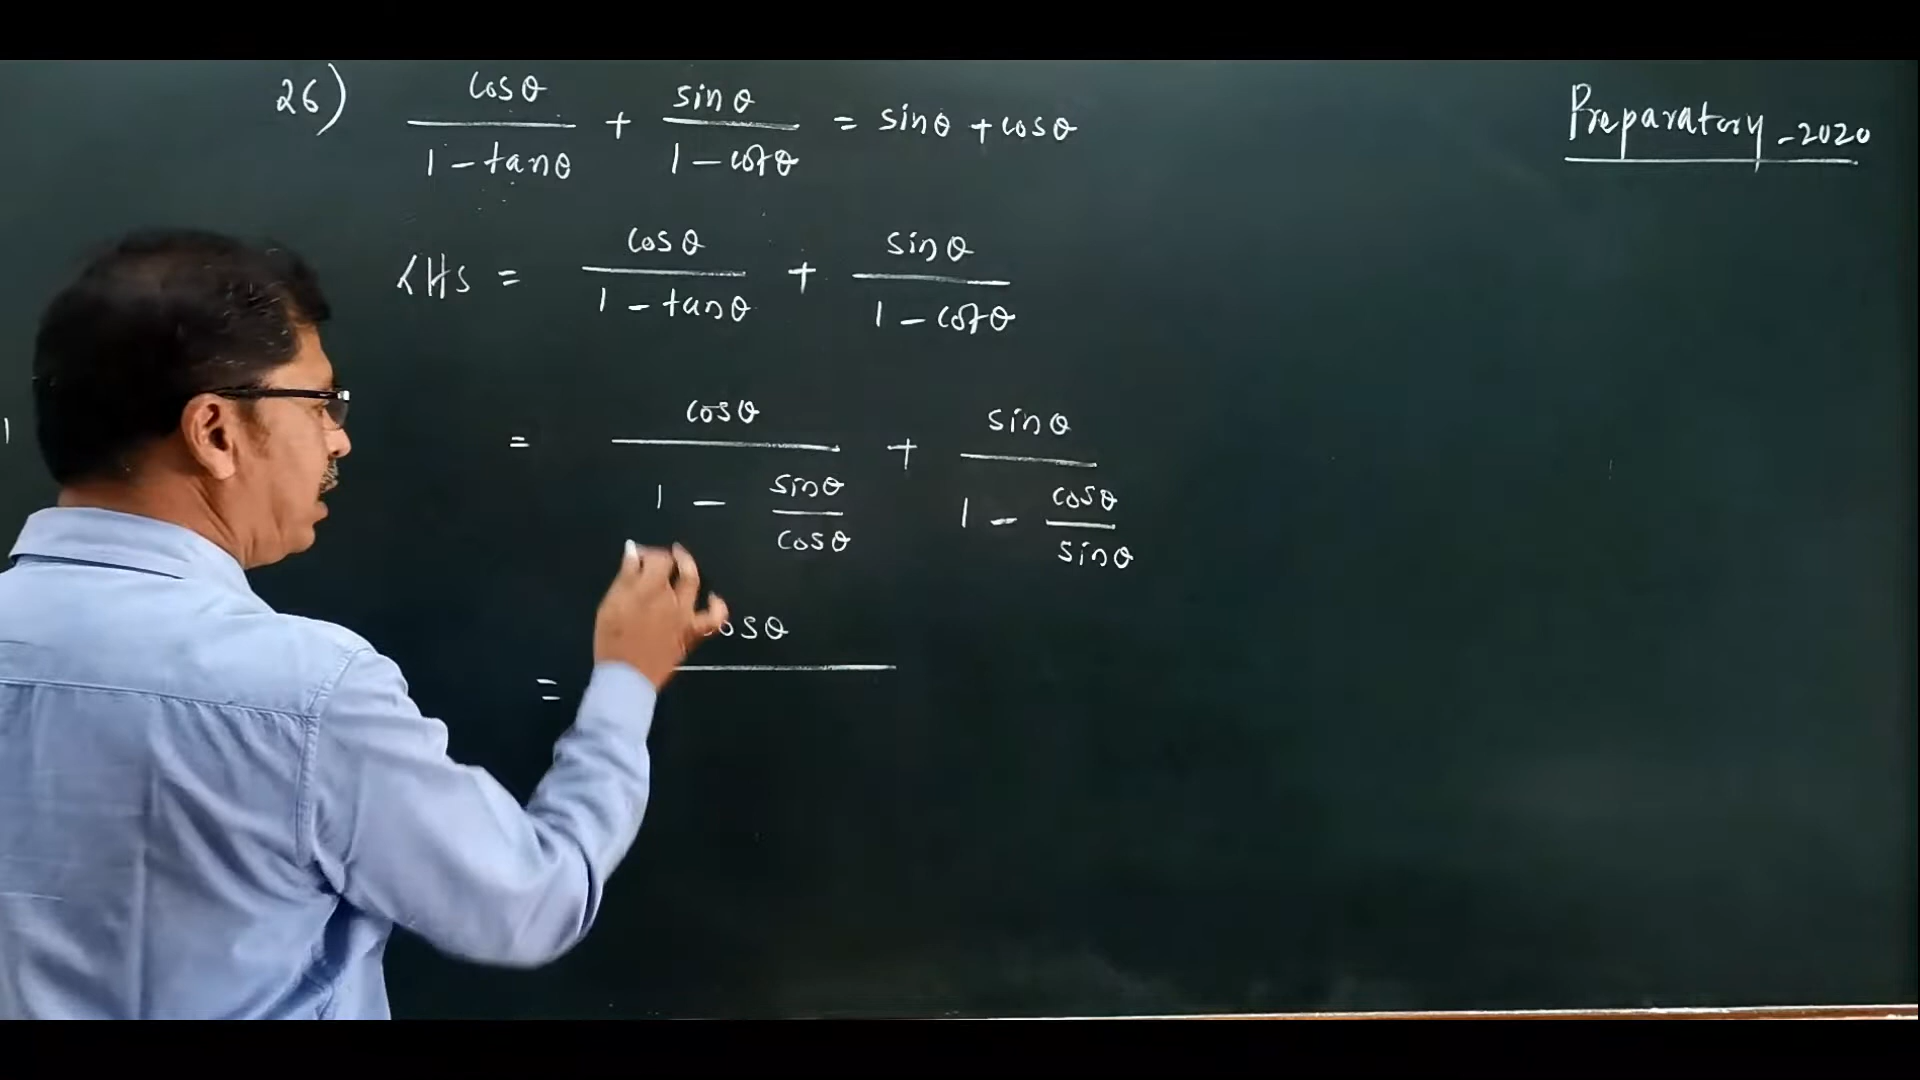 26) cosθ / 1 - tanθ + sinθ / 1 - cotθ = sinθ + cosθ
Preparatory - 2020
LHS = cosθ / 1 - tanθ + sinθ / 1 - cotθ
= cosθ / 1 - sinθ/cosθ + sinθ / 1 - cosθ/sinθ
= cosθ /